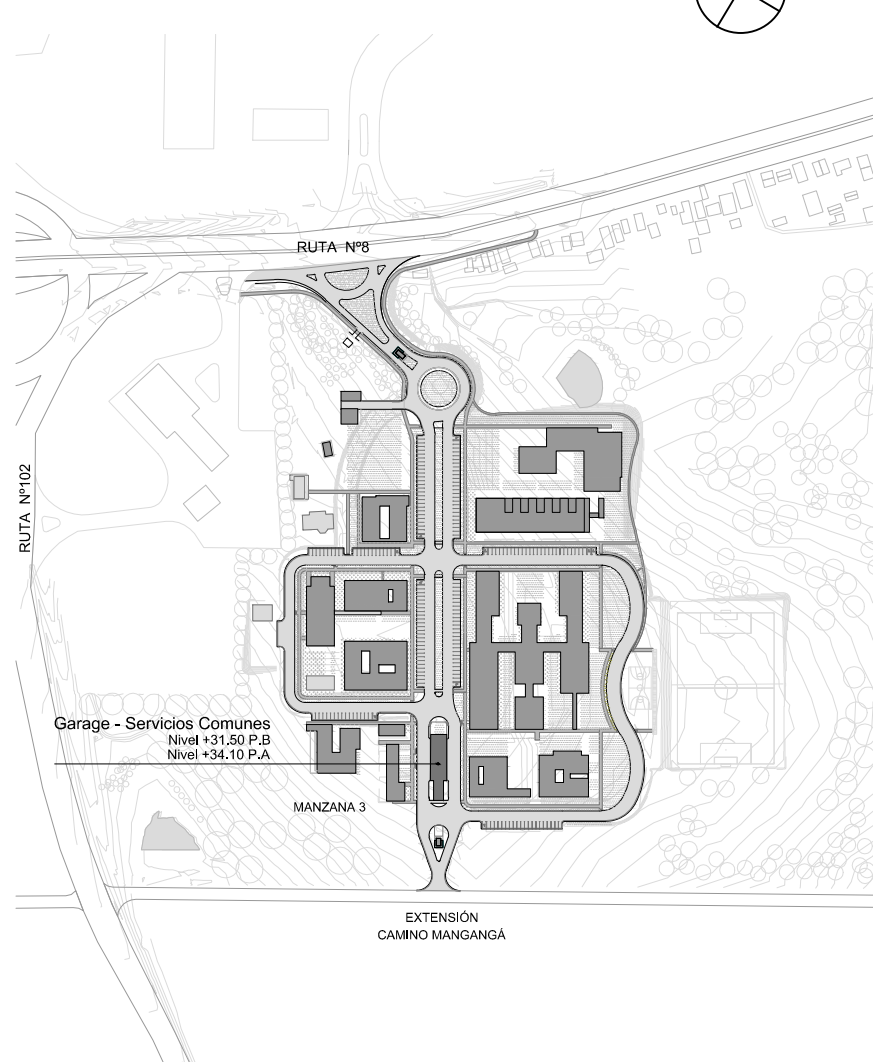 RUTA Nº8
RUTA Nº102
Garage - Servicios Comunes
Nivel +31.50 P.B
Nivel +34.10 P.A
MANZANA 3
EXTENSIÓN
CAMINO MANGANGÁ